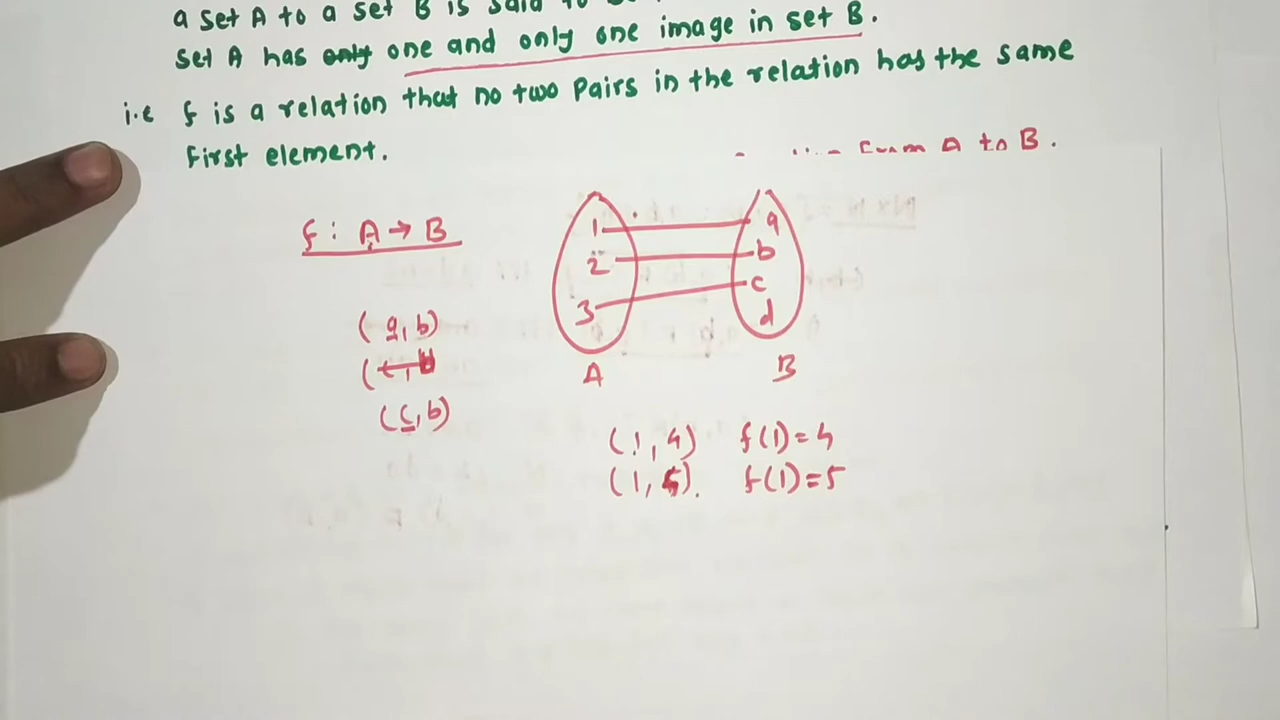 a set A to a set B is said to
set A has only one and only one image in set B.
i.e f is a relation that no two pairs in the relation has the same
first element.
from A to B.
f : A → B
1 a
2 b
3 c
d
A B
(a, b)
(c, b)
(1, 4) f(1) = 4
(1, 5). f(1) = 5